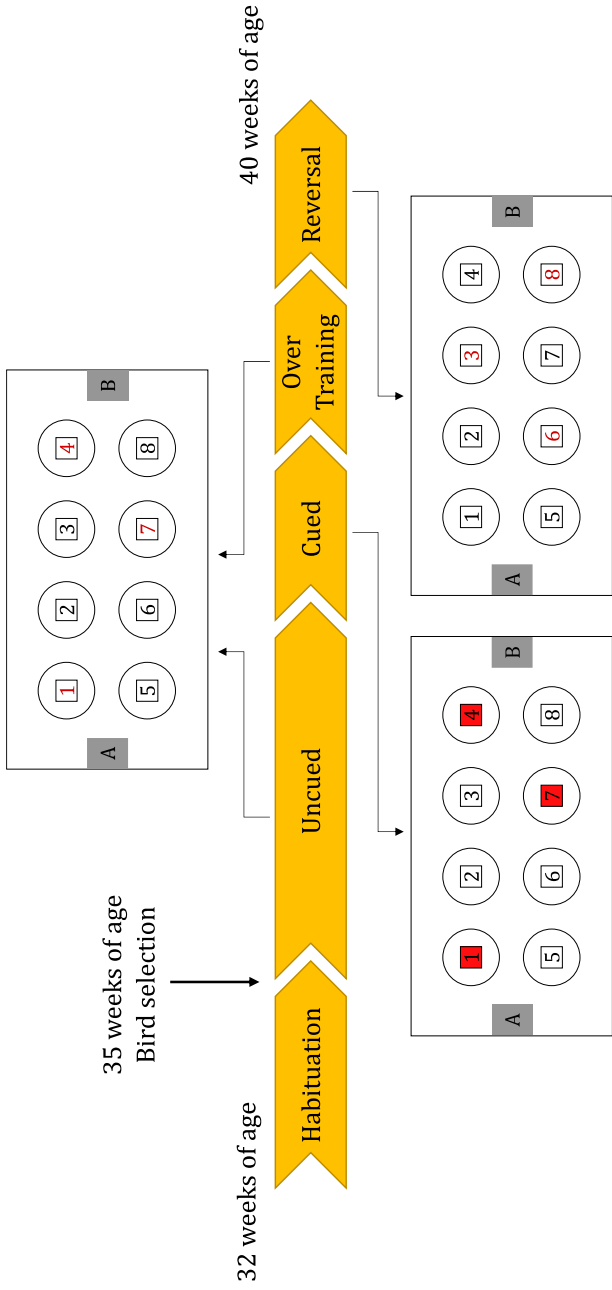 1 2 3 4
A B
5 6 7 8
35 weeks of age
Bird selection
32 weeks of age
40 weeks of age
Habituation
Uncued
Cued
Over
Training
Reversal
1 2 3 4
A B
5 6 7 8
1 2 3 4
A B
5 6 7 8